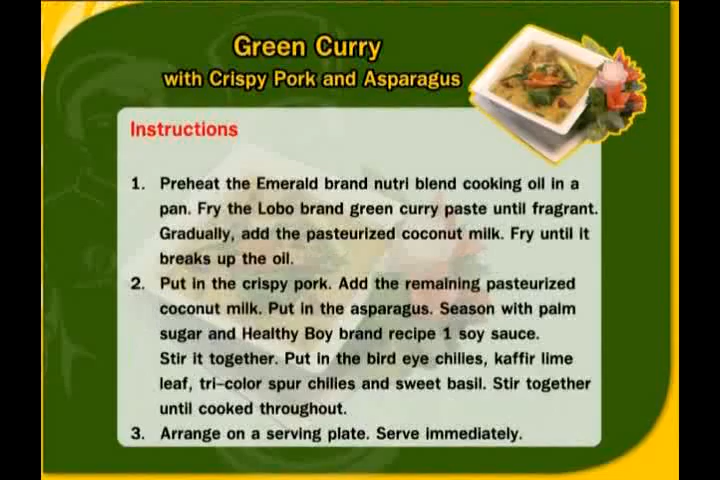 Green Curry
with Crispy Pork and Asparagus
Instructions
1. Preheat the Emerald brand nutri blend cooking oil in a
pan. Fry the Lobo brand green curry paste until fragrant.
Gradually, add the pasteurized coconut milk. Fry until it
breaks up the oil.
2. Put in the crispy pork. Add the remaining pasteurized
coconut milk. Put in the asparagus. Season with palm
sugar and Healthy Boy brand recipe 1 soy sauce.
Stir it together. Put in the bird eye chilles, kaffir lime
leaf, tri-color spur chilles and sweet basil. Stir together
until cooked throughout.
3. Arrange on a serving plate. Serve immediately.